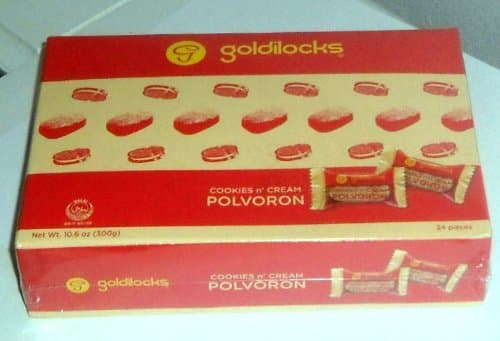 goldilocks
COOKIES n' CREAM
POLVORON
Net Wt. 10.6 oz (300g)
24 pieces
goldilocks
COOKIES n' CREAM
POLVORON